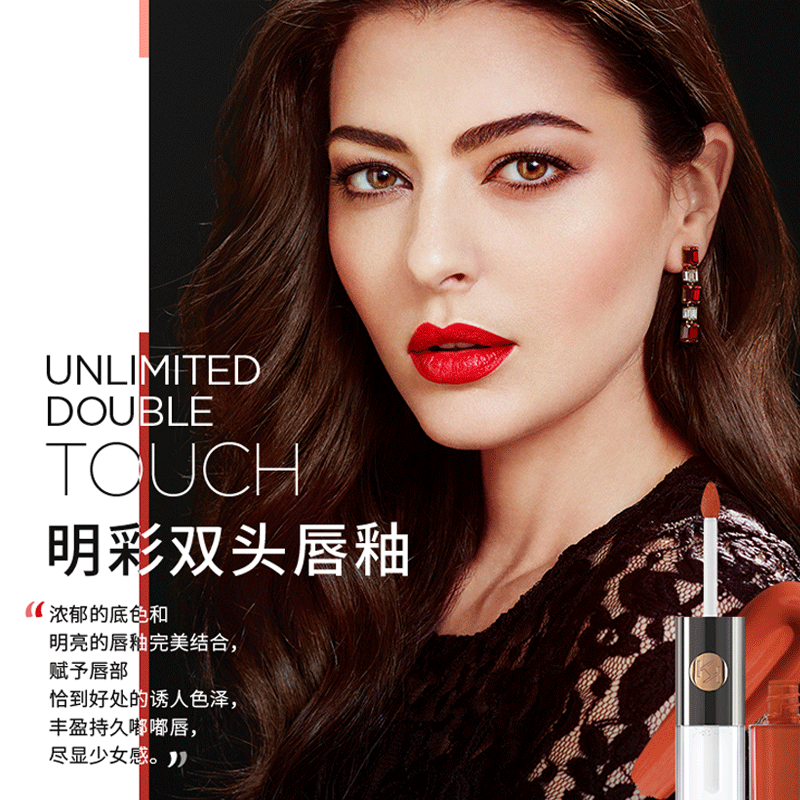 UNLIMITED
DOUBLE
TOUCH
明彩双头唇釉
“ 浓郁的底色和
明亮的唇釉完美结合，
赋予唇部
恰到好处的诱人色泽，
丰盈持久嘟嘟唇，
尽显少女感。 ”